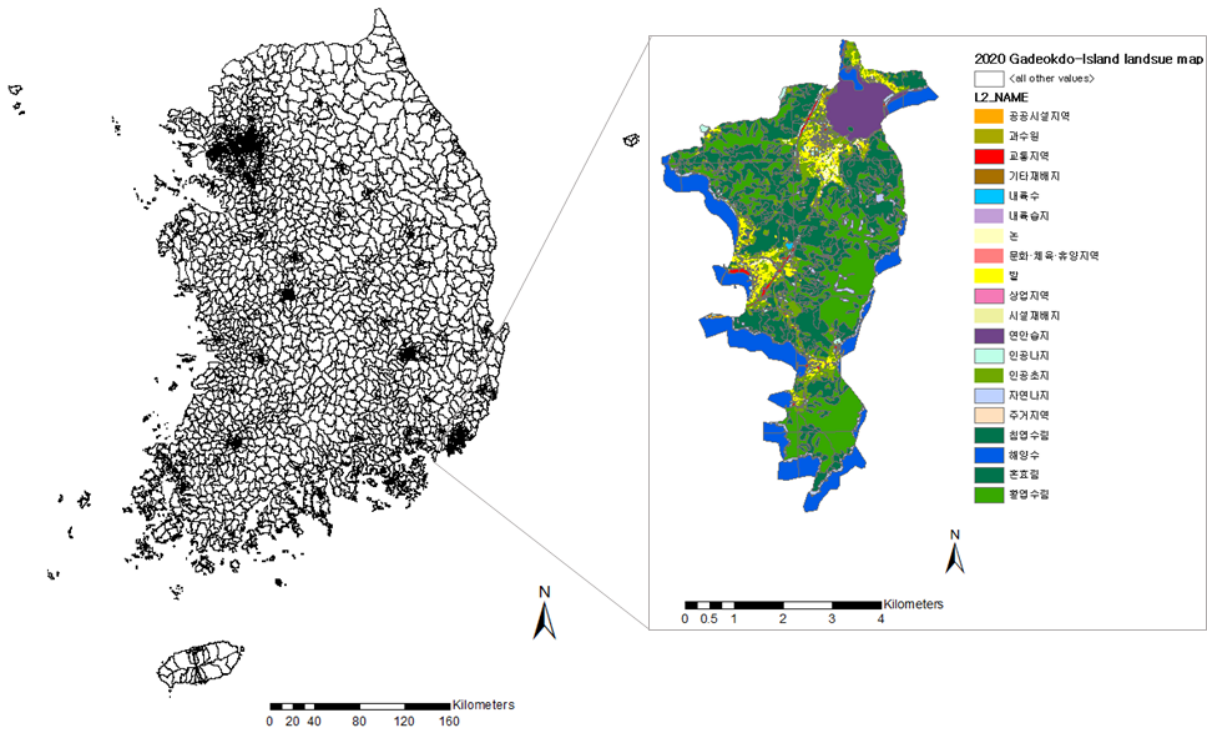 2020 Gadeokdo-Island landsue map
<all other values>
L2_NAME
공공시설지역
과수원
교통지역
기타재배지
내륙수
내륙습지
논
문화·체육·휴양지역
밭
상업지역
시설재배지
연안습지
인공나지
인공초지
자연나지
주거지역
침엽수림
해양수
혼효림
활엽수림
N
Kilometers
0 0.5 1 2 3 4
N
Kilometers
0 20 40 80 120 160